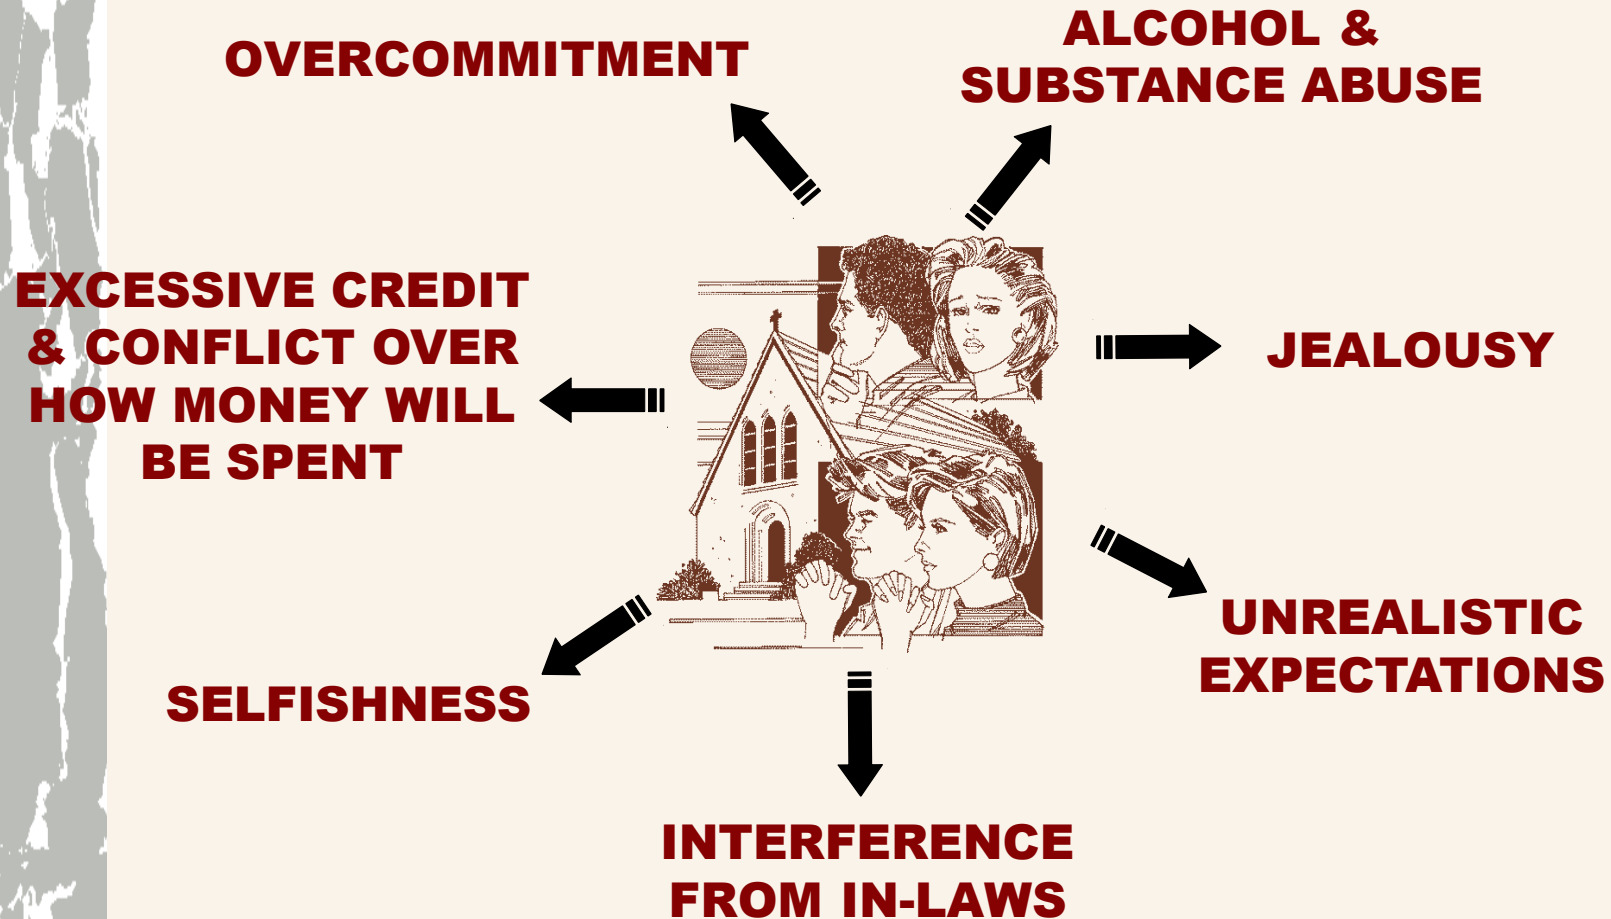 OVERCOMMITMENT
ALCOHOL &
SUBSTANCE ABUSE
EXCESSIVE CREDIT
& CONFLICT OVER
HOW MONEY WILL
BE SPENT
JEALOUSY
UNREALISTIC
EXPECTATIONS
SELFISHNESS
INTERFERENCE
FROM IN-LAWS